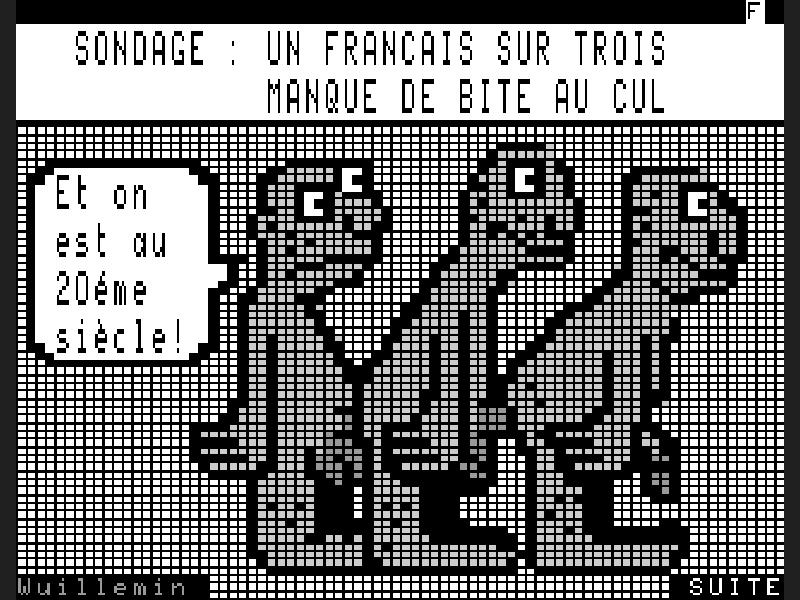 F
SONDAGE : UN FRANCAIS SUR TROIS
MANQUE DE BITE AU CUL
Et on
est au
20éme
siècle!
Wuillemin
SUITE